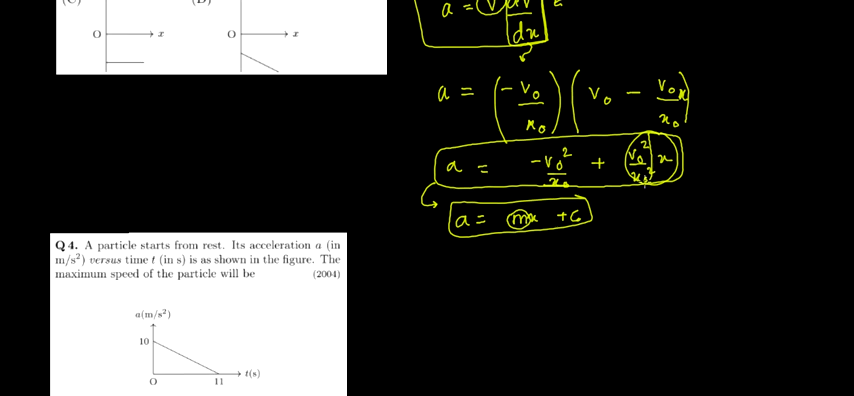 O
x
O
x
a = v dv
dx
a = (-v₀/x₀) (v₀ - v₀x/x₀)
a = -v₀²/x₀ + (v₀²/x₀²) x
a = mx + c
Q 4. A particle starts from rest. Its acceleration a (in
m/s²) versus time t (in s) is as shown in the figure. The
maximum speed of the particle will be (2004)
a(m/s²)
10
O
11
t(s)